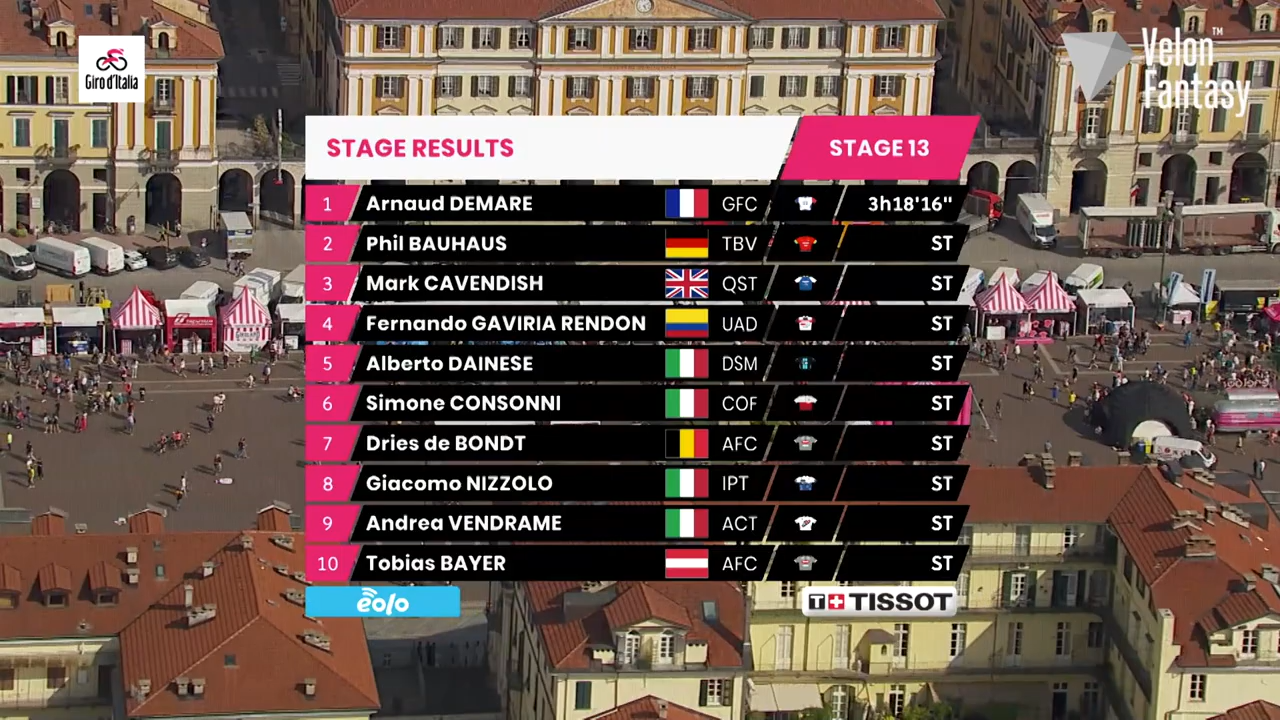 Giro d'Italia
Velon™
Fantasy
STAGE RESULTS STAGE 13
1 Arnaud DEMARE GFC 3h18'16"
2 Phil BAUHAUS TBV ST
3 Mark CAVENDISH QST ST
4 Fernando GAVIRIA RENDON UAD ST
5 Alberto DAINESE DSM ST
6 Simone CONSONNI COF ST
7 Dries de BONDT AFC ST
8 Giacomo NIZZOLO IPT ST
9 Andrea VENDRAME ACT ST
10 Tobias BAYER AFC ST
eolo T+ TISSOT